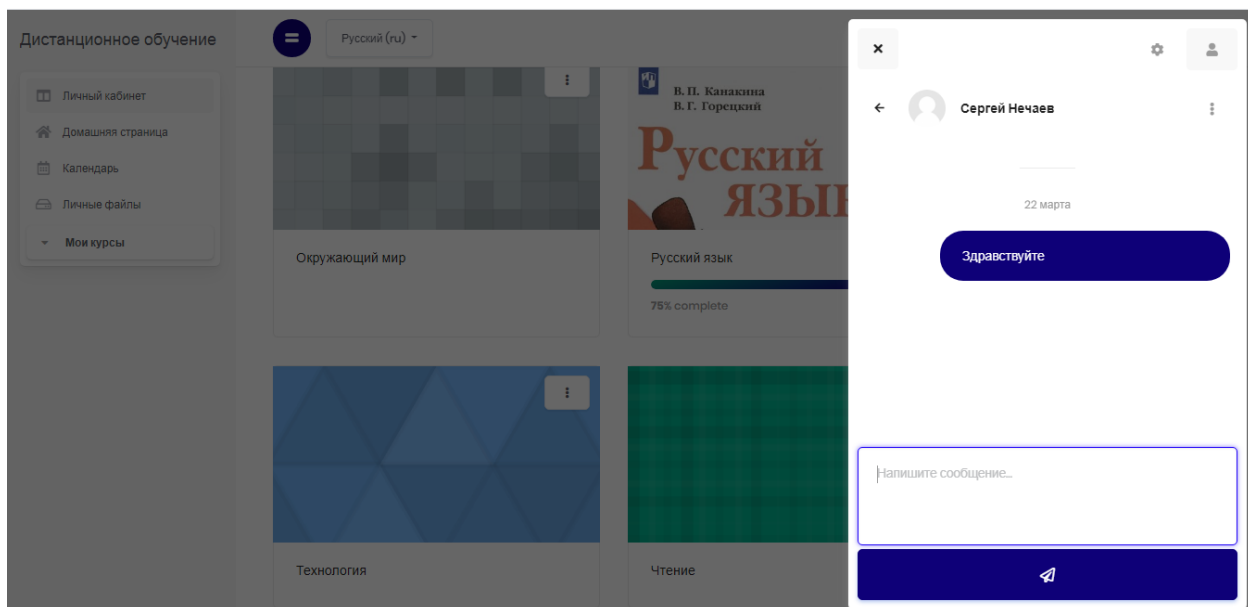 Дистанционное обучение
Русский (ru)
Личный кабинет
Домашняя страница
Календарь
Личные файлы
Мои курсы
Окружающий мир
В. П. Канакина
В. Г. Горецкий
Русский
Русский язык
75% complete
Технология
Чтение
Сергей Нечаев
22 марта
Здравствуйте
Напишите сообщение...